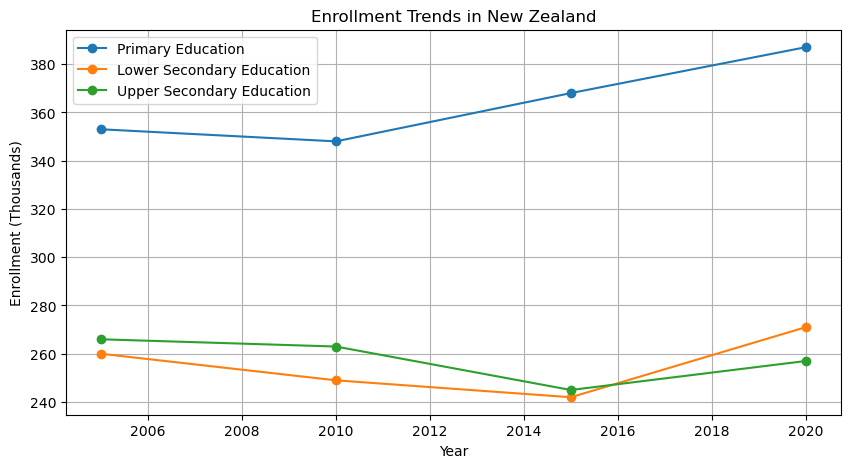 Enrollment Trends in New Zealand
Primary Education
Lower Secondary Education
Upper Secondary Education
Enrollment (Thousands)
380
360
340
320
300
280
260
240
2006 2008 2010 2012 2014 2016 2018 2020
Year